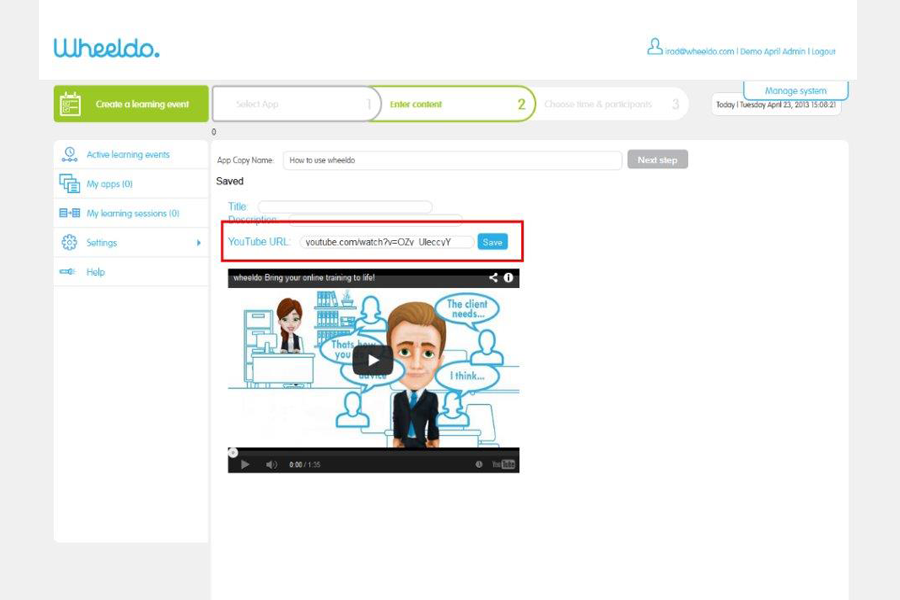 Wheeldo.
irad@wheeldo.com | Demo April Admin | Logout
Manage system
Create a learning event
Select App 1
Enter content 2
Choose time & participants 3
Today | Tuesday April 23, 2013 15:08:21
0
Active learning events
My apps (0)
My learning sessions (0)
Settings
Help
App Copy Name: How to use wheeldo
Next step
Saved
Title:
Description:
YouTube URL: youtube.com/watch?v=OZv_UleccyY Save
wheeldo Bring your online training to life!
The client
needs...
Thats how
you
advice
I think...
0:00 / 1:35
YouTube